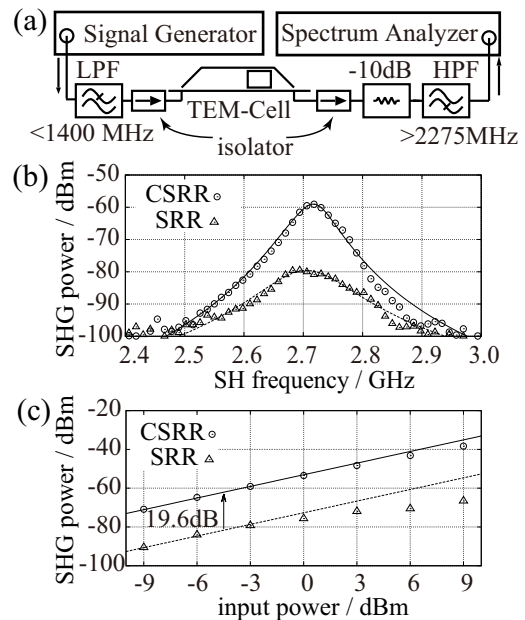 (a)
Signal Generator
Spectrum Analyzer
LPF
-10dB
HPF
TEM-Cell
<1400 MHz
isolator
>2275MHz
(b)
SHG power / dBm
-50
-60
-70
-80
-90
-100
CSRR
SRR
2.4 2.5 2.6 2.7 2.8 2.9 3.0
SH frequency / GHz
(c)
SHG power / dBm
-20
-40
-60
-80
-100
CSRR
SRR
19.6dB
-9 -6 -3 0 3 6 9
input power / dBm